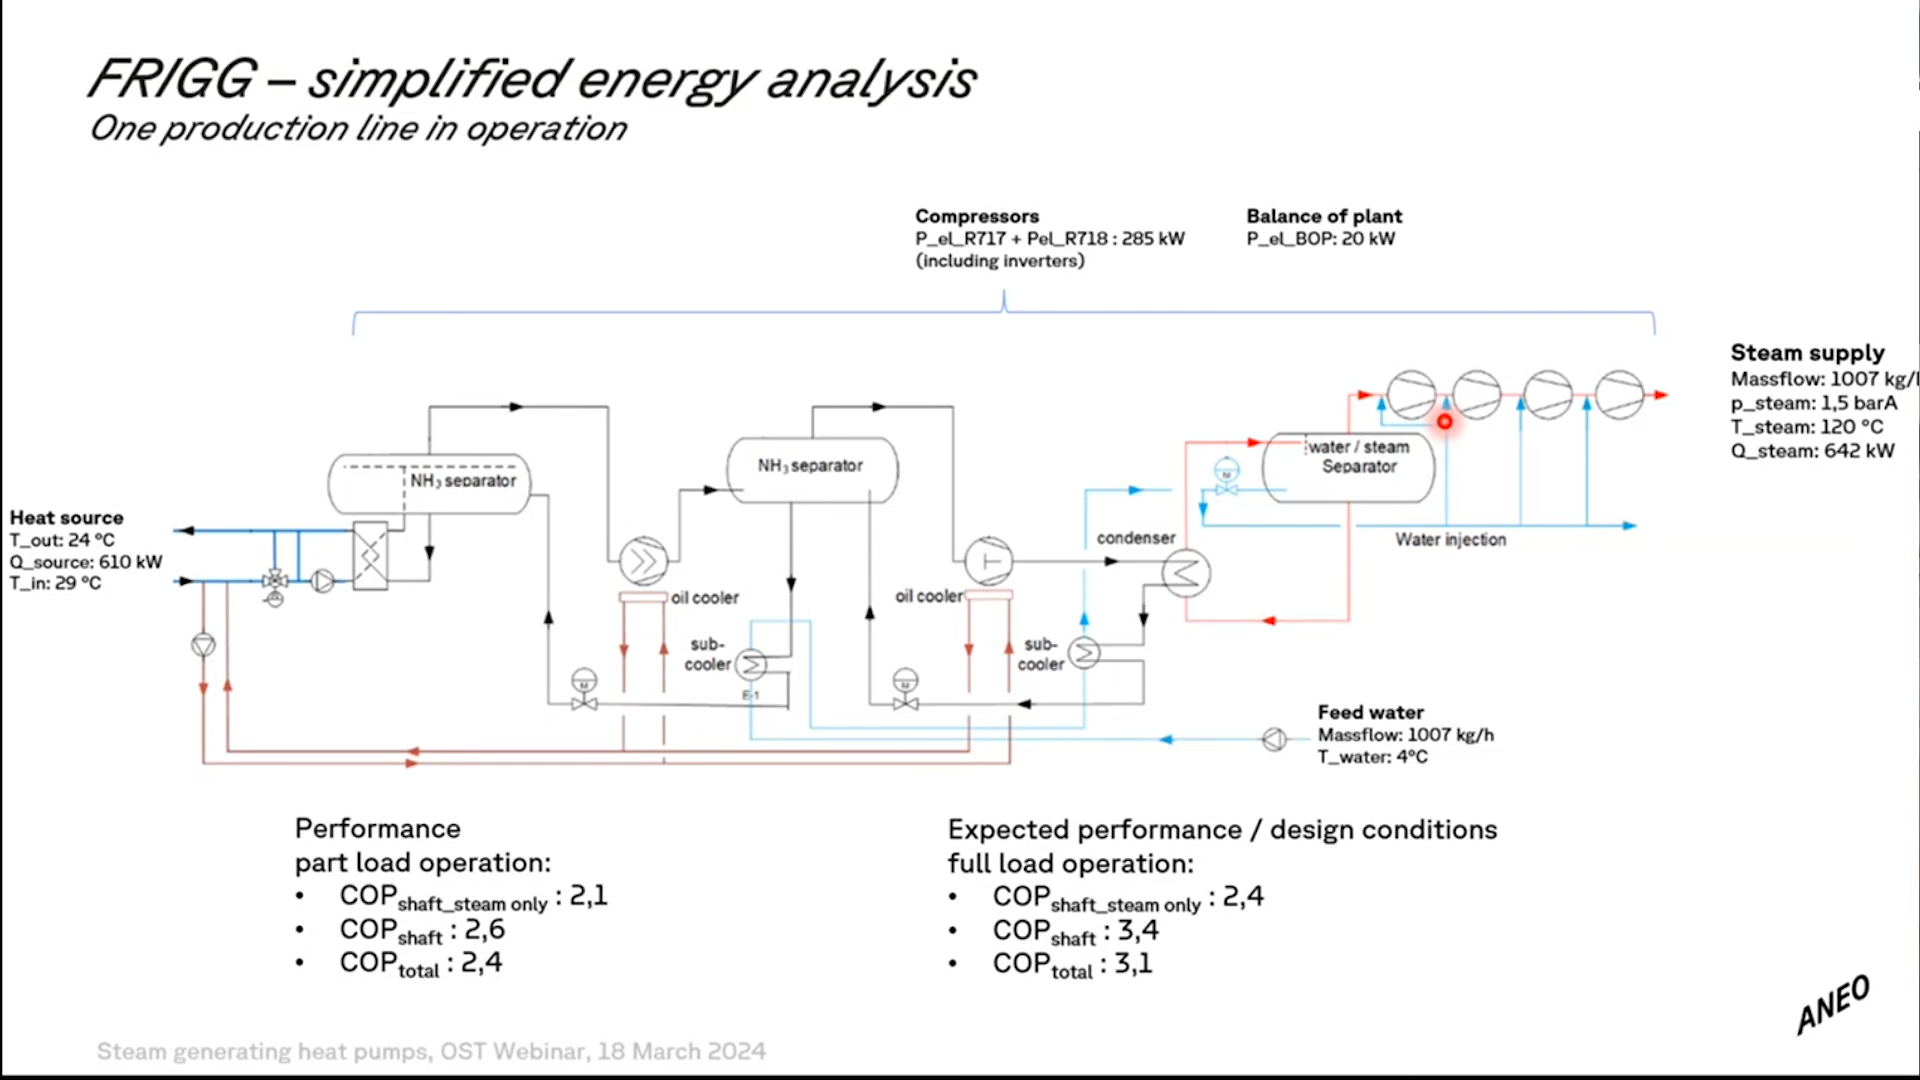 FRIGG – simplified energy analysis
One production line in operation
Compressors
P_el_R717 + Pel_R718 : 285 kW
(including inverters)
Balance of plant
P_el_BOP: 20 kW
Steam supply
Massflow: 1007 kg/
p_steam: 1,5 barA
T_steam: 120 °C
Q_steam: 642 kW
water / steam
Separator
NH3 separator
NH3 separator
M
Heat source
T_out: 24 °C
Q_source: 610 kW
T_in: 29 °C
condenser
Water injection
oil cooler
oil cooler
sub-
cooler
sub-
cooler
M
M
Feed water
Massflow: 1007 kg/h
T_water: 4°C
Performance
part load operation:
• COPshaft_steam only : 2,1
• COPshaft : 2,6
• COPtotal : 2,4
Expected performance / design conditions
full load operation:
• COPshaft_steam only : 2,4
• COPshaft : 3,4
• COPtotal : 3,1
ANEO
Steam generating heat pumps, OST Webinar, 18 March 2024